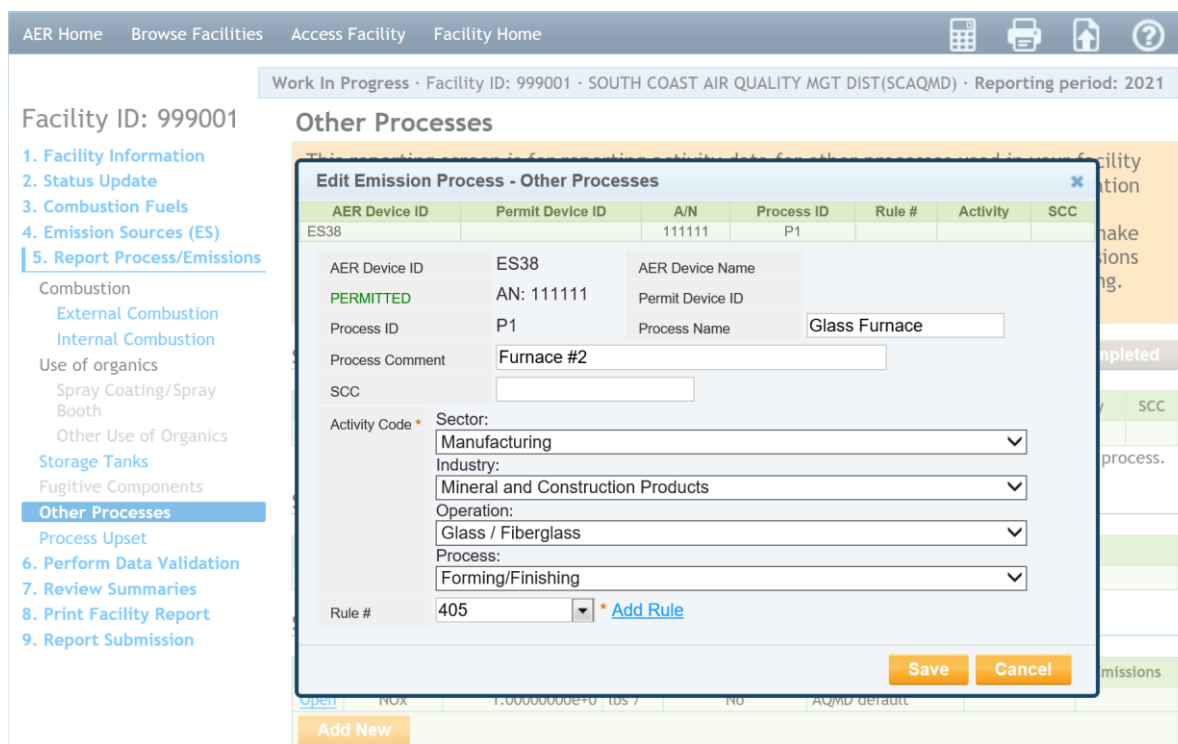 AER Home Browse Facilities Access Facility Facility Home
Work In Progress · Facility ID: 999001 · SOUTH COAST AIR QUALITY MGT DIST(SCAQMD) · Reporting period: 2021
Facility ID: 999001
1. Facility Information
2. Status Update
3. Combustion Fuels
4. Emission Sources (ES)
5. Report Process/Emissions
Combustion
External Combustion
Internal Combustion
Use of organics
Spray Coating/Spray
Booth
Other Use of Organics
Storage Tanks
Fugitive Components
Other Processes
Process Upset
6. Perform Data Validation
7. Review Summaries
8. Print Facility Report
9. Report Submission
Other Processes
Edit Emission Process - Other Processes
AER Device ID Permit Device ID A/N Process ID Rule # Activity SCC
ES38 111111 P1
AER Device ID ES38 AER Device Name
PERMITTED AN: 111111 Permit Device ID
Process ID P1 Process Name Glass Furnace
Process Comment Furnace #2
SCC
Activity Code * Sector:
Manufacturing
Industry:
Mineral and Construction Products
Operation:
Glass / Fiberglass
Process:
Forming/Finishing
Rule # 405 * Add Rule
Save Cancel
SCC
process.
Open NOx 1.00000000e+0 lbs / No AQMD default
Add New